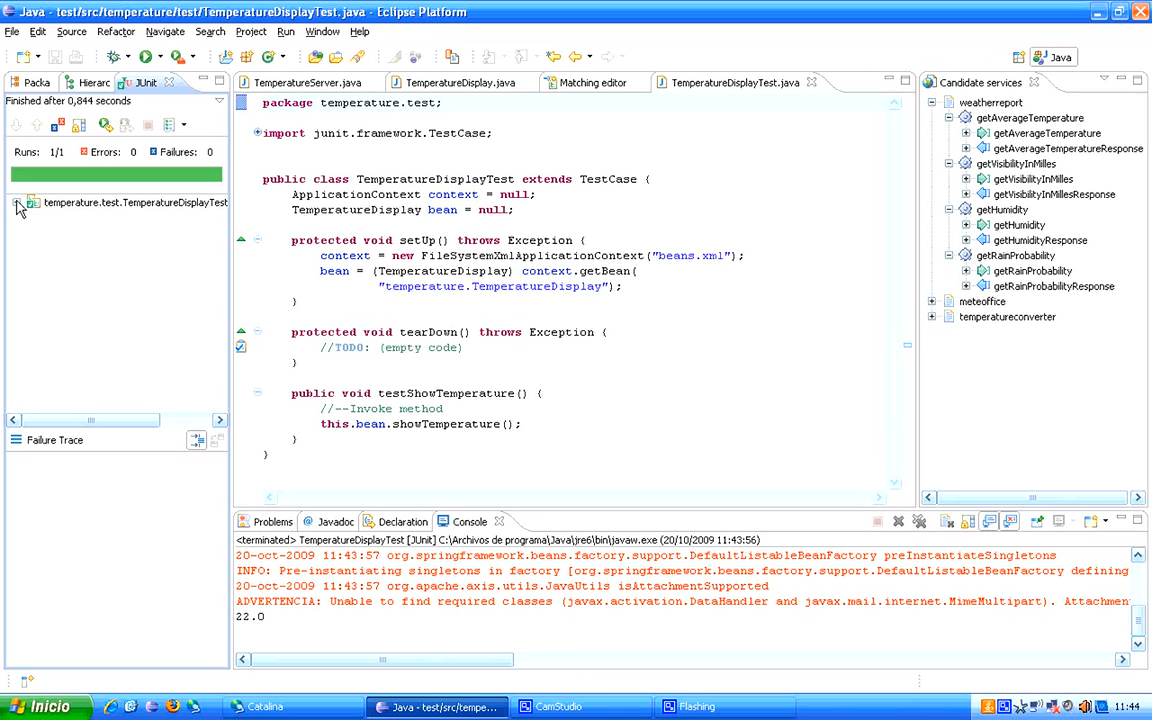 Java - test/src/temperature/test/TemperatureDisplayTest.java - Eclipse Platform
File Edit Source Refactor Navigate Search Project Run Window Help
Java
Packa Hierarc JUnit
Finished after 0,844 seconds
Runs: 1/1 Errors: 0 Failures: 0
temperature.test.TemperatureDisplayTest
Failure Trace
TemperatureServer.java TemperatureDisplay.java Matching editor TemperatureDisplayTest.java
package temperature.test;
import junit.framework.TestCase;
public class TemperatureDisplayTest extends TestCase {
ApplicationContext context = null;
TemperatureDisplay bean = null;
protected void setUp() throws Exception {
context = new FileSystemXmlApplicationContext("beans.xml");
bean = (TemperatureDisplay) context.getBean(
"temperature.TemperatureDisplay");
}
protected void tearDown() throws Exception {
//TODO: (empty code)
}
public void testShowTemperature() {
//--Invoke method
this.bean.showTemperature();
}
}
Candidate services
weatherreport
getAverageTemperature
getAverageTemperature
getAverageTemperatureResponse
getVisibilityInMilles
getVisibilityInMilles
getVisibilityInMillesResponse
getHumidity
getHumidity
getHumidityResponse
getRainProbability
getRainProbability
getRainProbabilityResponse
meteoffice
temperatureconverter
Problems Javadoc Declaration Console
<terminated> TemperatureDisplayTest [JUnit] C:\Archivos de programa\Java\jre6\bin\javaw.exe (20/10/2009 11:43:56)
20-oct-2009 11:43:57 org.springframework.beans.factory.support.DefaultListableBeanFactory preInstantiateSingletons
INFO: Pre-instantiating singletons in factory [org.springframework.beans.factory.support.DefaultListableBeanFactory defining
20-oct-2009 11:43:57 org.apache.axis.utils.JavaUtils isAttachmentSupported
ADVERTENCIA: Unable to find required classes (javax.activation.DataHandler and javax.mail.internet.MimeMultipart). Attachmen
22.0
Inicio Catalina Java - test/src/tempe... CamStudio Flashing 11:44